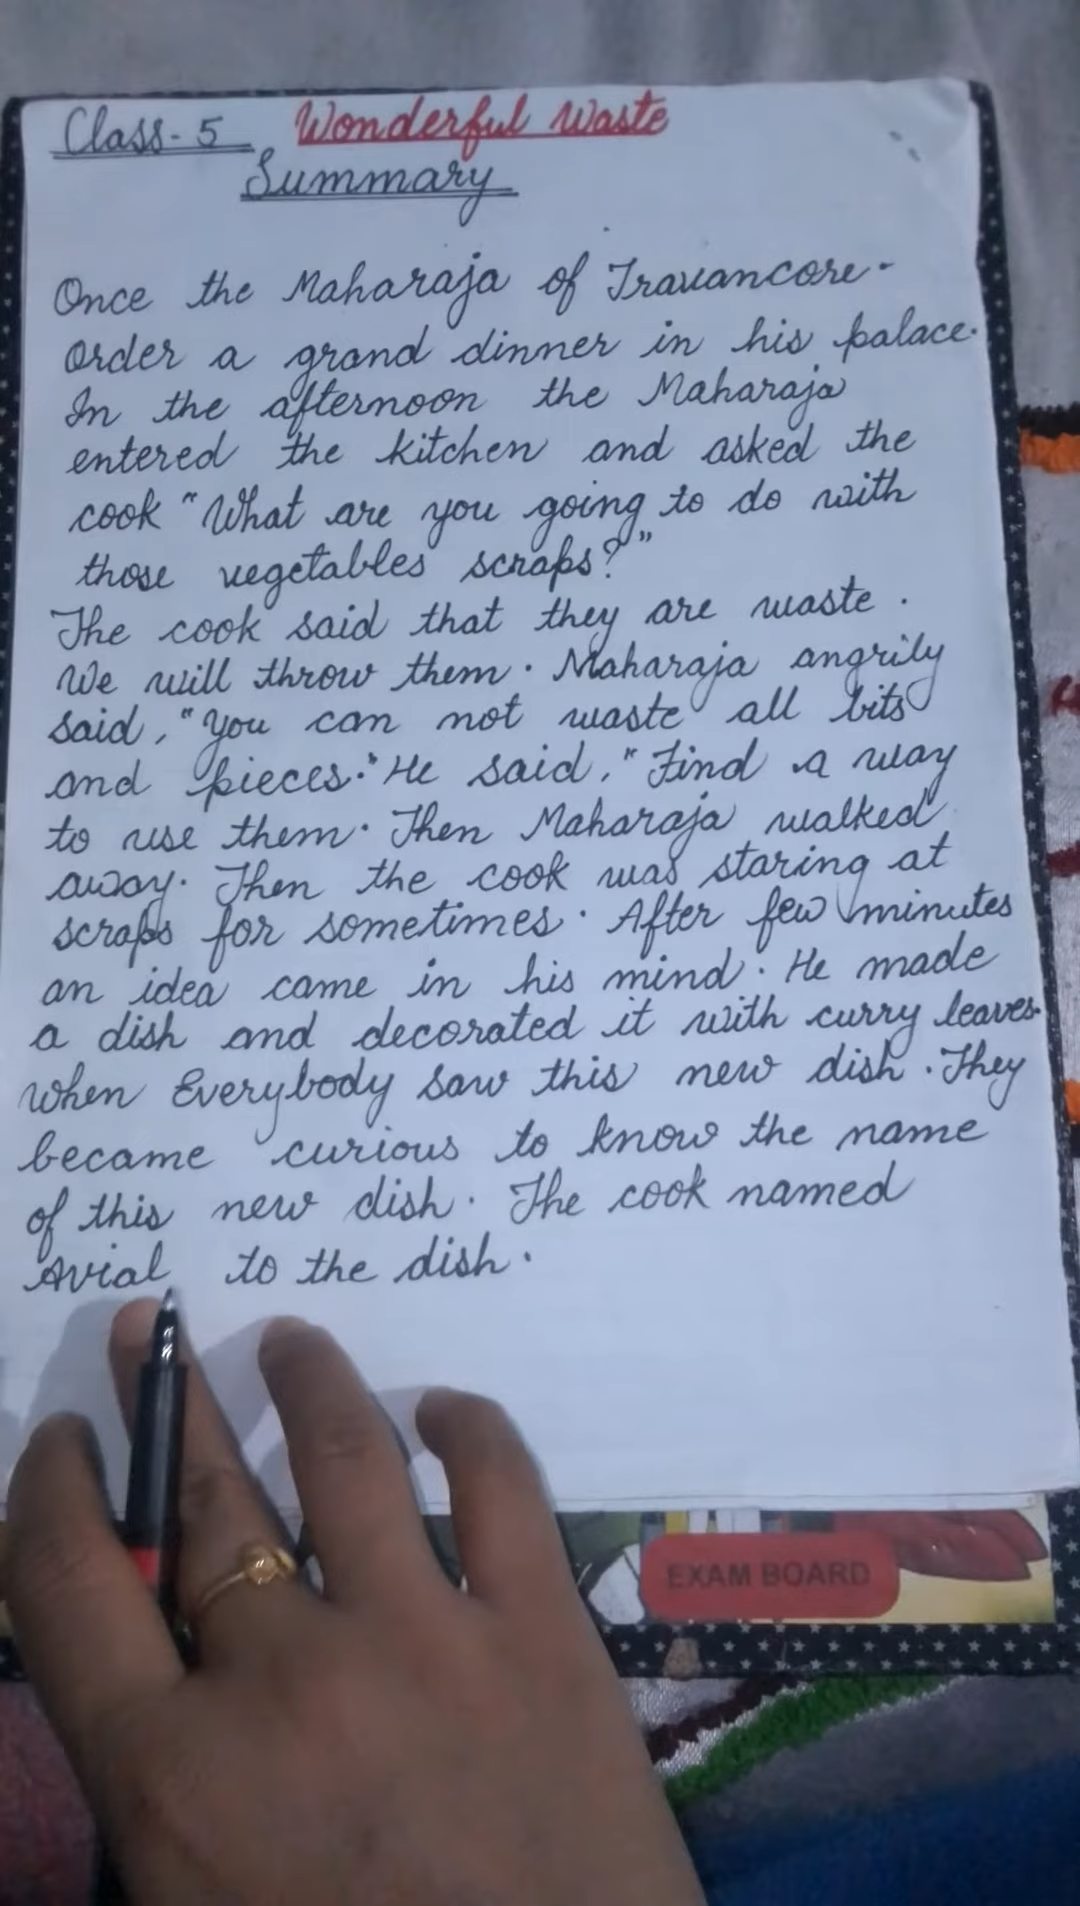 Class-5 Wonderful Waste
Summary
Once the Maharaja of Travancore.
Order a grand dinner in his palace.
In the afternoon the Maharaja
entered the kitchen and asked the
cook "What are you going to do with
those vegetables scraps?"
The cook said that they are waste.
We will throw them. Maharaja angrily
said, "You can not waste all bits
and pieces." He said, "Find a way
to use them. Then Maharaja walked
away. Then the cook was staring at
scraps for sometimes. After few minutes
an idea came in his mind. He made
a dish and decorated it with curry leaves.
When Everybody saw this new dish. They
became curious to know the name
of this new dish. The cook named
Avial to the dish.
EXAM BOARD